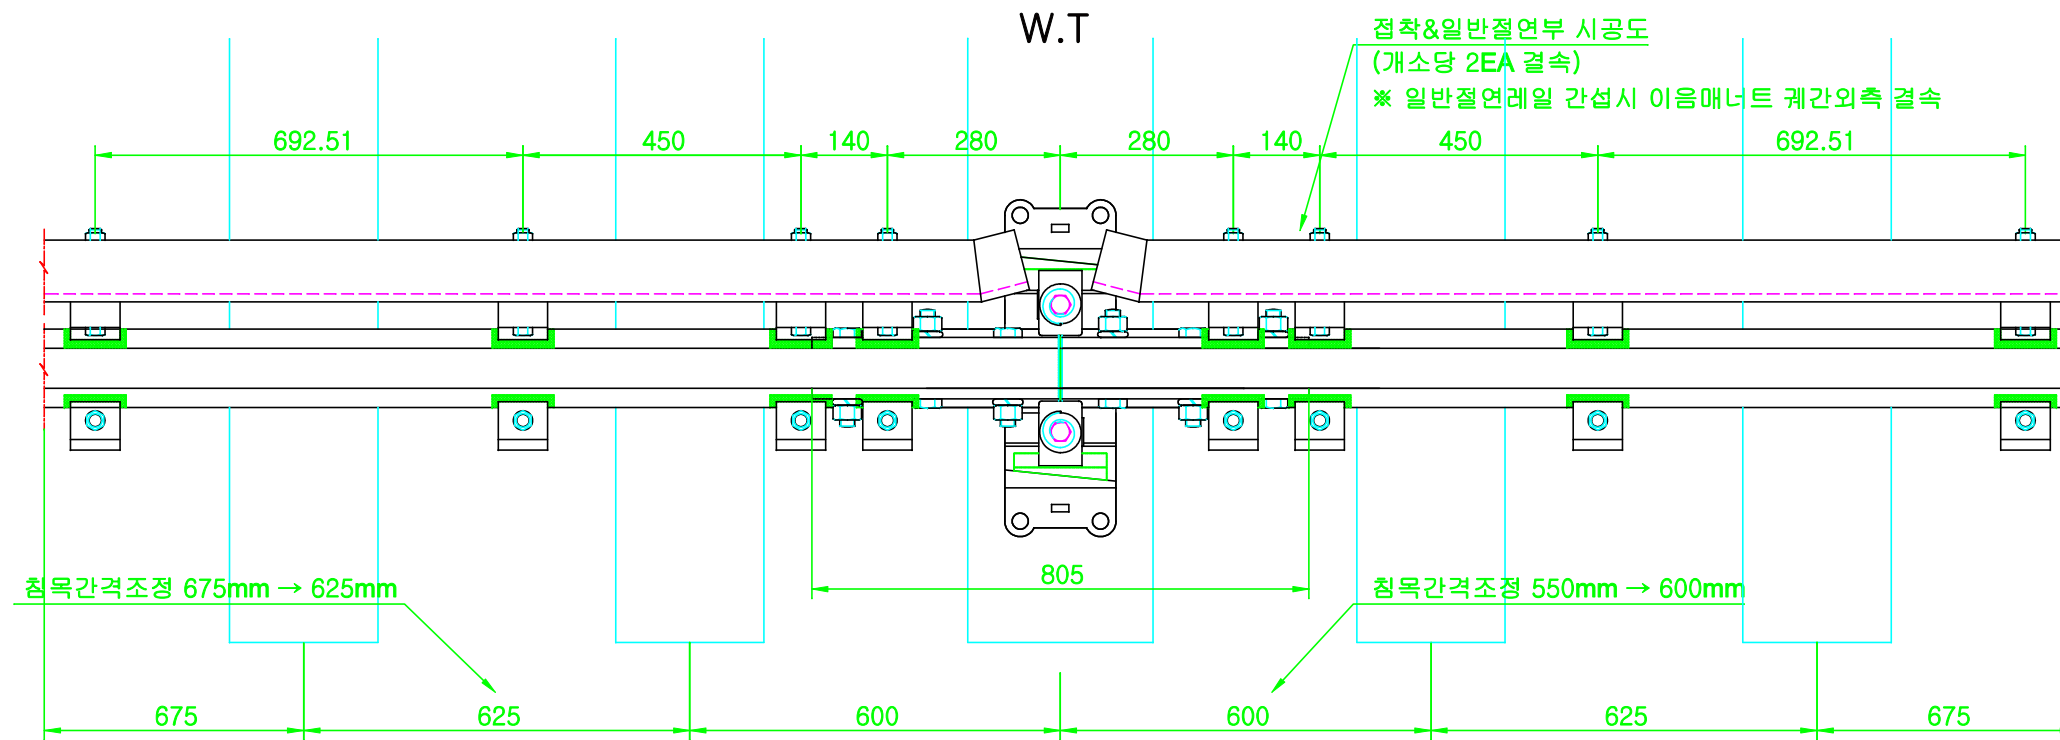 W.T
접착&일반절연부 시공도
(개소당 2EA 결속)
※ 일반절연레일 간섭시 이음매너트 궤간외측 결속
692.51 450 140 280 280 140 450 692.51
805
침목간격조정 675mm → 625mm
침목간격조정 550mm → 600mm
675 625 600 600 625 675